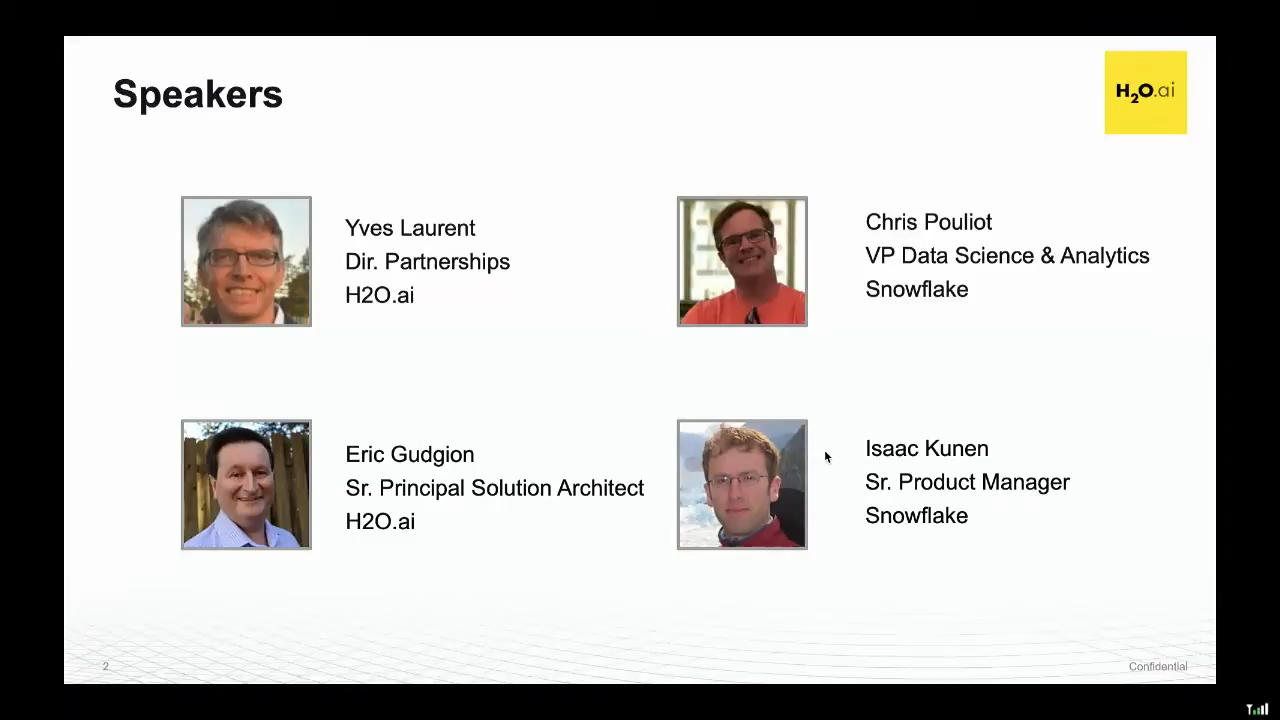 Speakers
H2O.ai
Yves Laurent
Dir. Partnerships
H2O.ai
Chris Pouliot
VP Data Science & Analytics
Snowflake
Eric Gudgion
Sr. Principal Solution Architect
H2O.ai
Isaac Kunen
Sr. Product Manager
Snowflake
2
Confidential